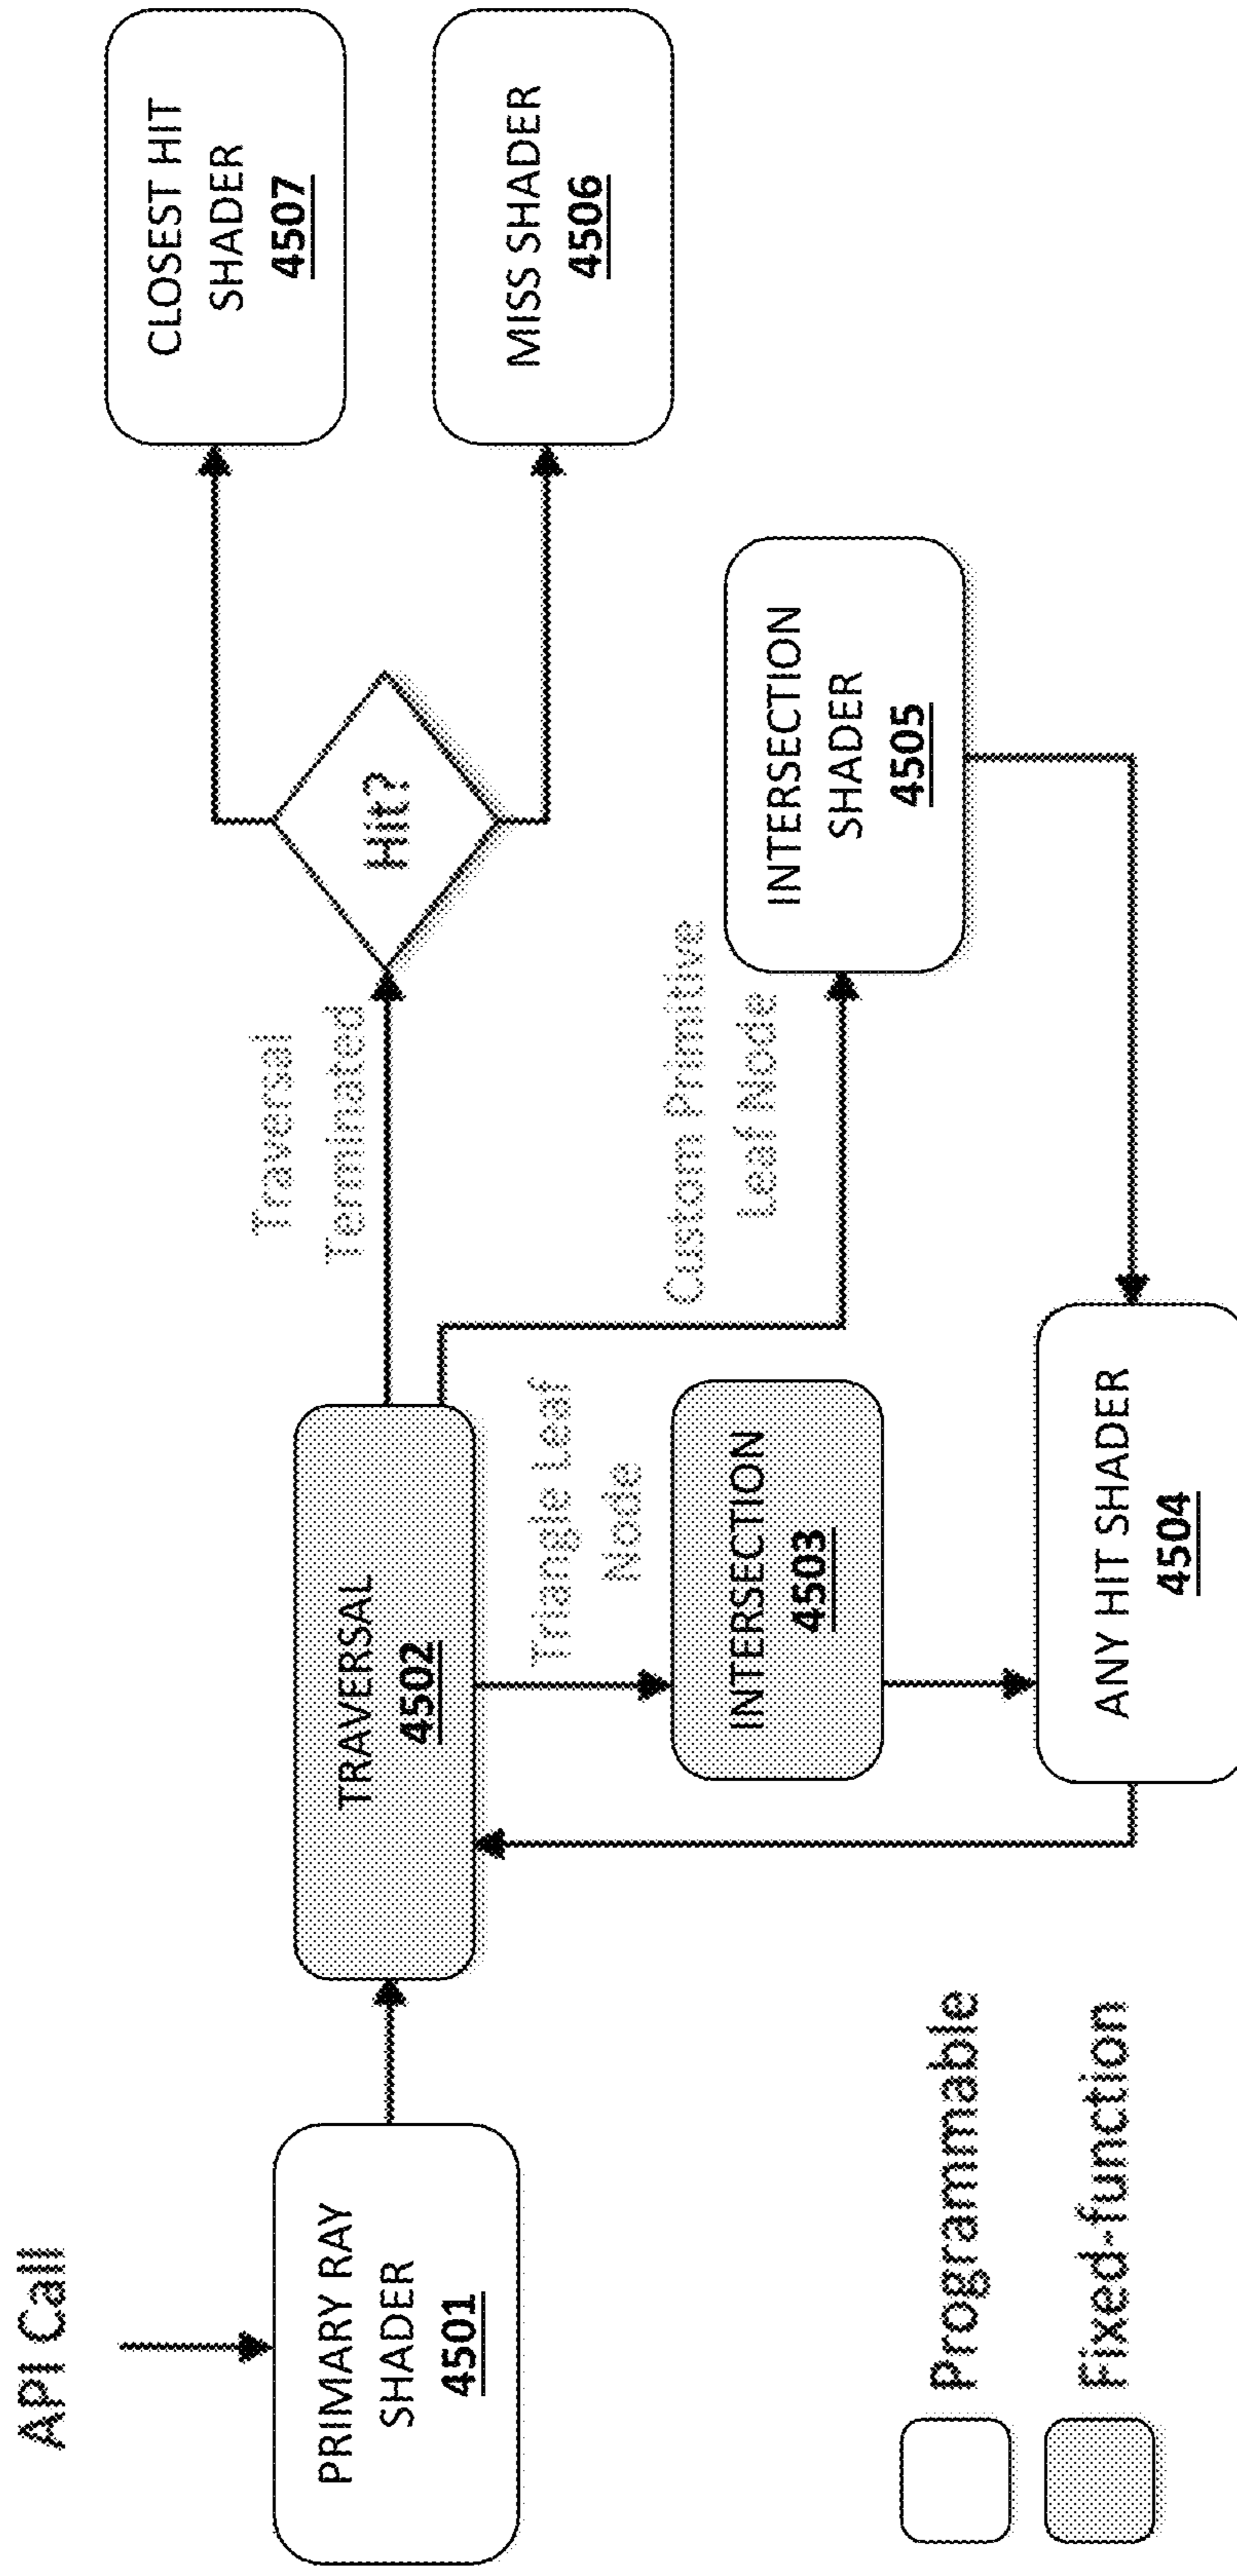 API Call
PRIMARY RAY
SHADER
4501
TRAVERSAL
4502
Traversal
Terminated
Hit?
CLOSEST HIT
SHADER
4507
MISS SHADER
4506
Triangle Leaf
Node
Custom Primitive
Leaf Node
INTERSECTION
4503
INTERSECTION
SHADER
4505
ANY HIT SHADER
4504
Programmable
Fixed-function